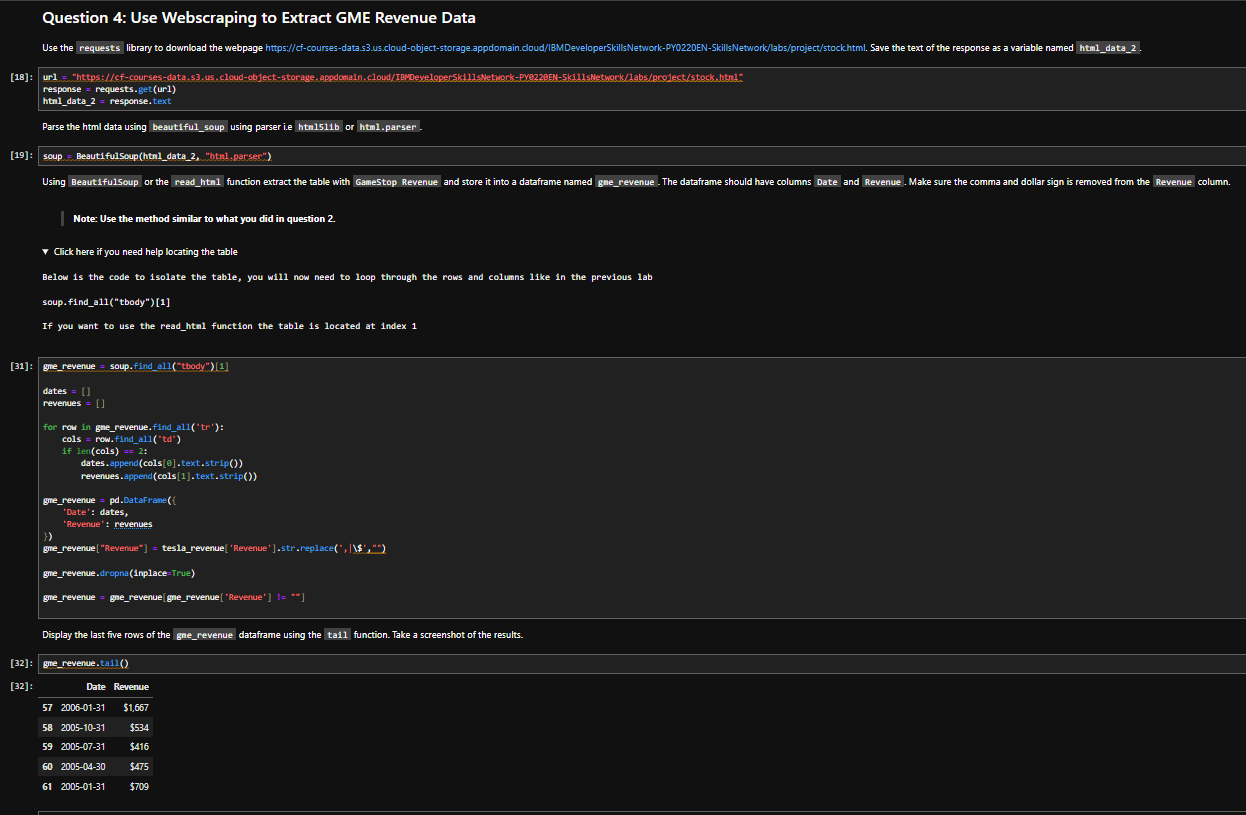 Question 4: Use Webscraping to Extract GME Revenue Data
Use the requests library to download the webpage https://cf-courses-data.s3.us.cloud-object-storage.appdomain.cloud/IBMDeveloperSkillsNetwork-PY0220EN-SkillsNetwork/labs/project/stock.html. Save the text of the response as a variable named html_data_2.
[18]: url = "https://cf-courses-data.s3.us.cloud-object-storage.appdomain.cloud/IBMDeveloperSkillsNetwork-PY0220EN-SkillsNetwork/labs/project/stock.html"
response = requests.get(url)
html_data_2 = response.text
Parse the html data using beautiful_soup using parser i.e html5lib or html.parser.
[19]: soup = BeautifulSoup(html_data_2, "html.parser")
Using BeautifulSoup or the read_html function extract the table with GameStop Revenue and store it into a dataframe named gme_revenue. The dataframe should have columns Date and Revenue. Make sure the comma and dollar sign is removed from the Revenue column.
Note: Use the method similar to what you did in question 2.
▼ Click here if you need help locating the table
Below is the code to isolate the table, you will now need to loop through the rows and columns like in the previous lab
soup.find_all("tbody")[1]
If you want to use the read_html function the table is located at index 1
[31]: gme_revenue = soup.find_all("tbody")[1]
dates = []
revenues = []
for row in gme_revenue.find_all('tr'):
cols = row.find_all('td')
if len(cols) == 2:
dates.append(cols[0].text.strip())
revenues.append(cols[1].text.strip())
gme_revenue = pd.DataFrame({
'Date': dates,
'Revenue': revenues
})
gme_revenue["Revenue"] = tesla_revenue['Revenue'].str.replace(',|\$',"")
gme_revenue.dropna(inplace=True)
gme_revenue = gme_revenue[gme_revenue['Revenue'] != ""]
Display the last five rows of the gme_revenue dataframe using the tail function. Take a screenshot of the results.
[32]: gme_revenue.tail()
[32]: Date Revenue
57 2006-01-31 $1,667
58 2005-10-31 $534
59 2005-07-31 $416
60 2005-04-30 $475
61 2005-01-31 $709